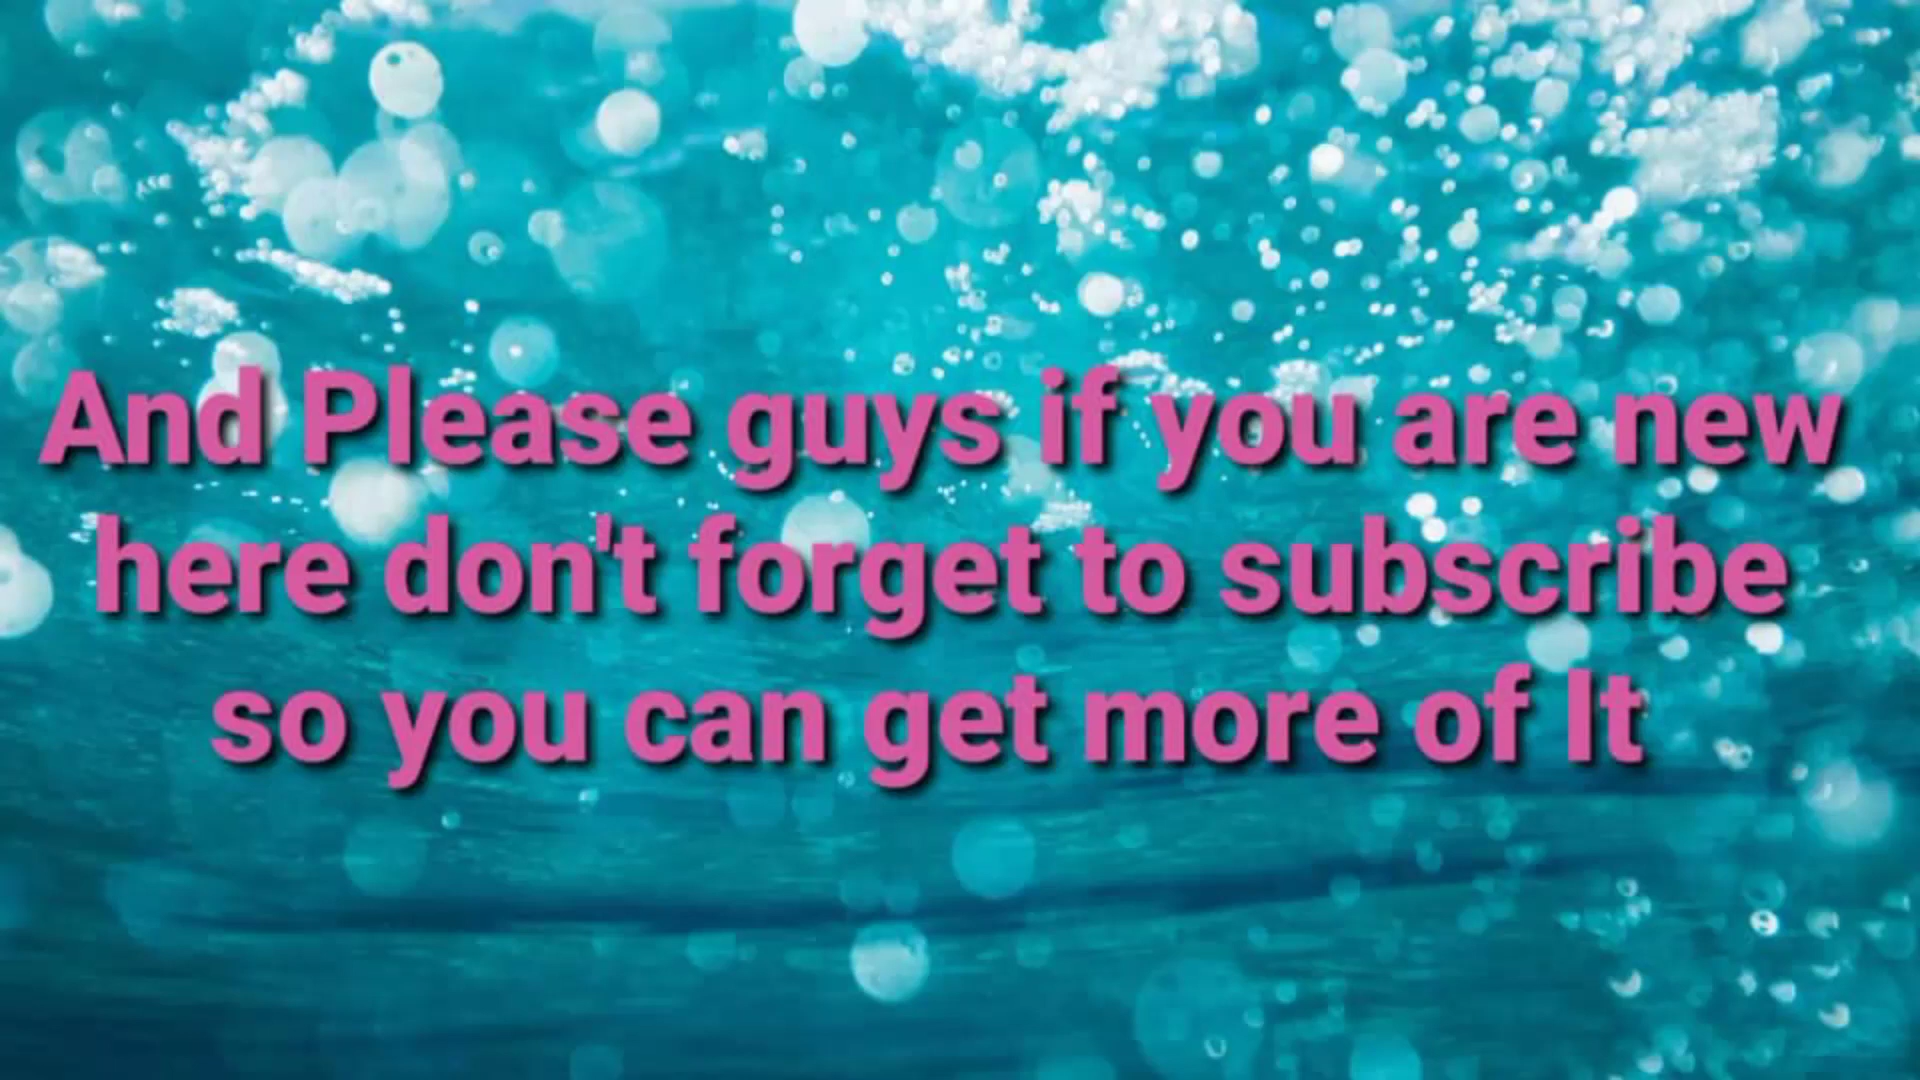 And Please guys if you are new
here don't forget to subscribe
so you can get more of It